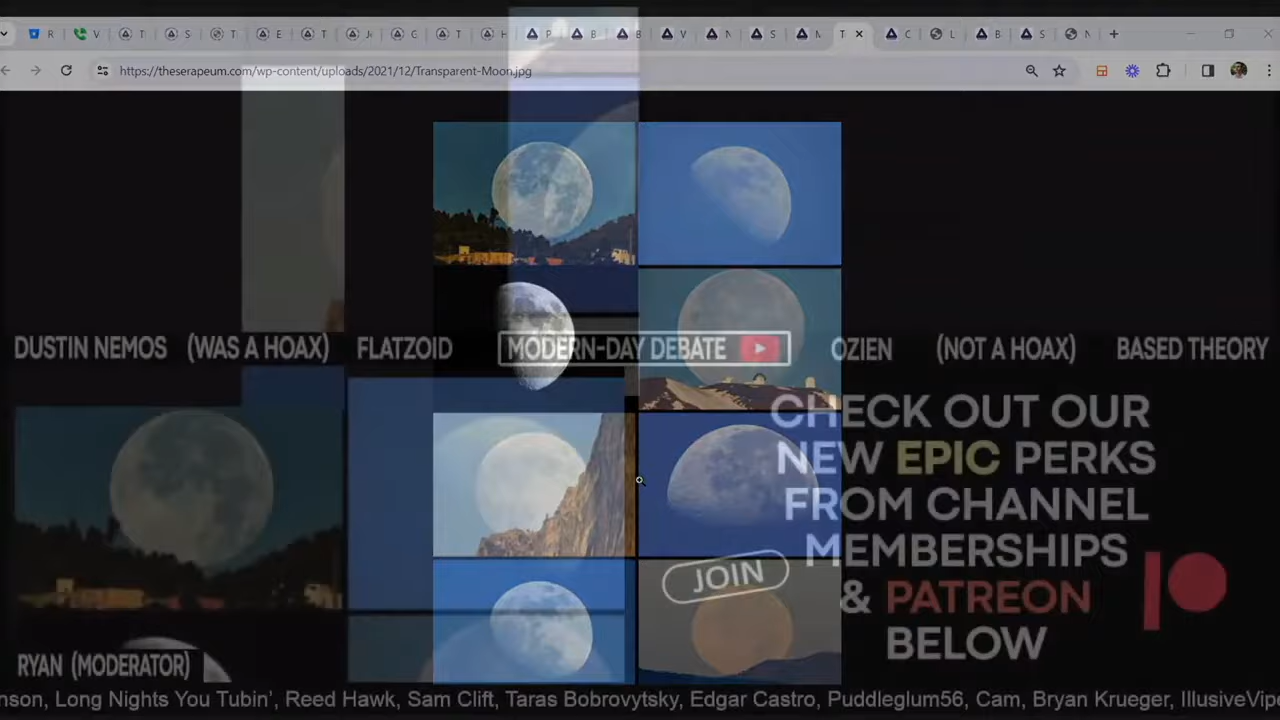 R
V
T
S
T
E
T
J
G
T
H
P
B
B
V
N
S
N
T
C
L
B
S
N
https://theserapeum.com/wp-content/uploads/2021/12/Transparent-Moon.jpg
DUSTIN NEMOS (WAS A HOAX) FLATZOID MODERN-DAY DEBATE OZIEN (NOT A HOAX) BASED THEORY
CHECK OUT OUR
NEW EPIC PERKS
FROM CHANNEL
MEMBERSHIPS
& PATREON
BELOW
JOIN
RYAN (MODERATOR)
nson, Long Nights You Tubin', Reed Hawk, Sam Clift, Taras Bobrovytsky, Edgar Castro, Puddleglum56, Cam, Bryan Krueger, IllusiveVip